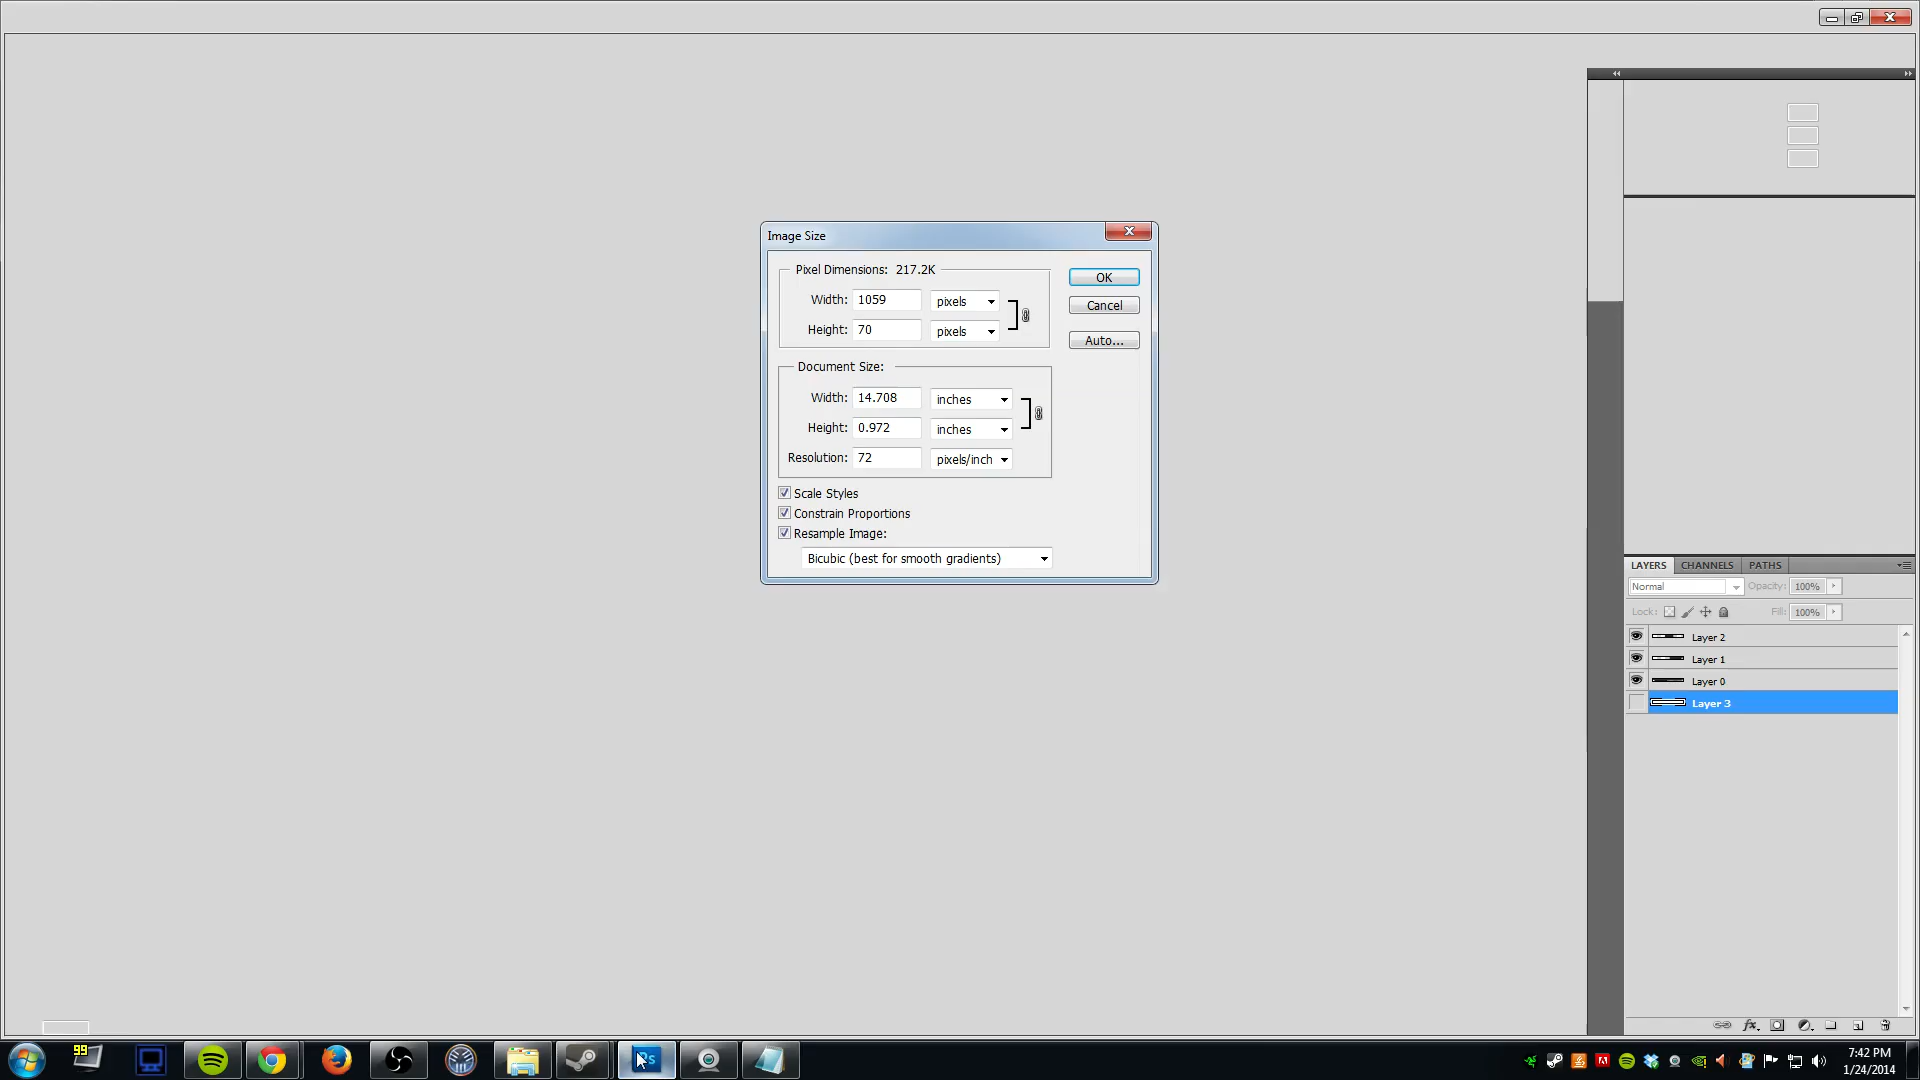 Image Size
Pixel Dimensions: 217.2K
Width: 1059 pixels
Height: 70 pixels
OK
Cancel
Auto...
Document Size:
Width: 14.708 inches
Height: 0.972 inches
Resolution: 72 pixels/inch
Scale Styles
Constrain Proportions
Resample Image:
Bicubic (best for smooth gradients)
LAYERS CHANNELS PATHS
Normal Opacity: 100%
Lock: Fill: 100%
Layer 2
Layer 1
Layer 0
Layer 3
99
Ps
7:42 PM
1/24/2014